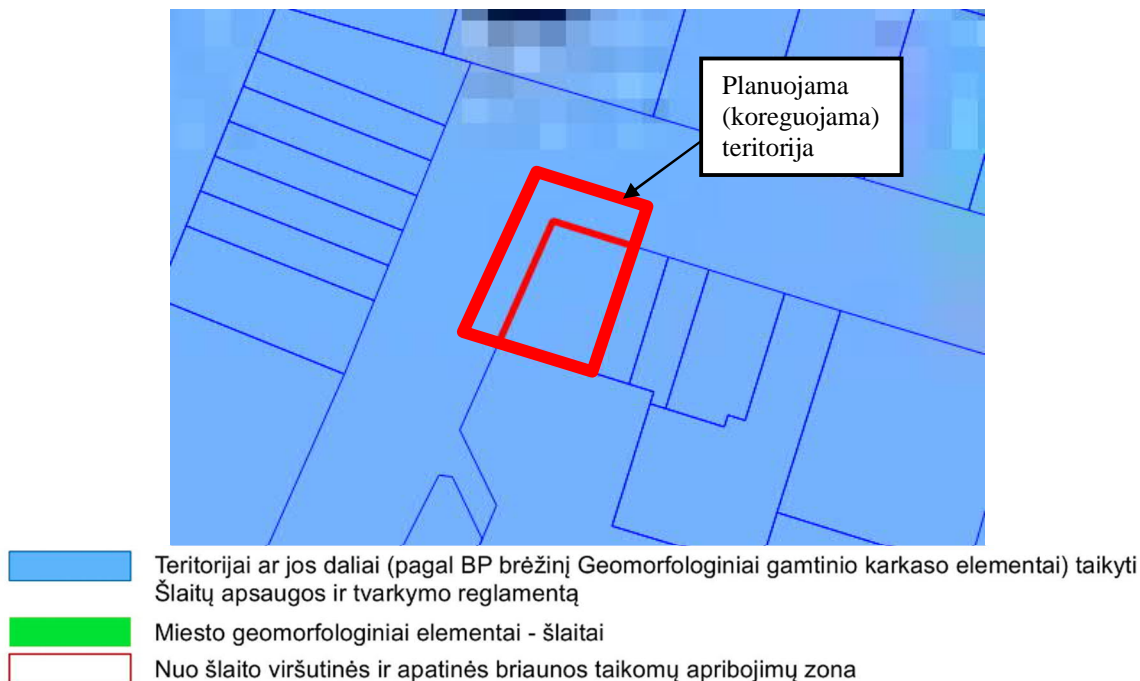 Planuojama
(koreguojama)
teritorija
Teritorijai ar jos daliai (pagal BP brėžinį Geomorfologiniai gamtinio karkaso elementai) taikyti
Šlaitų apsaugos ir tvarkymo reglamentą
Miesto geomorfologiniai elementai - šlaitai
Nuo šlaito viršutinės ir apatinės briaunos taikomų apribojimų zona